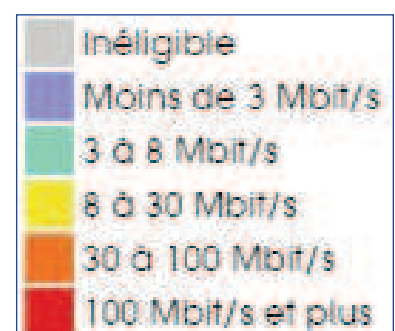 Inéligible
Moins de 3 Mbit/s
3 à 8 Mbit/s
8 à 30 Mbit/s
30 à 100 Mbit/s
100 Mbit/s et plus